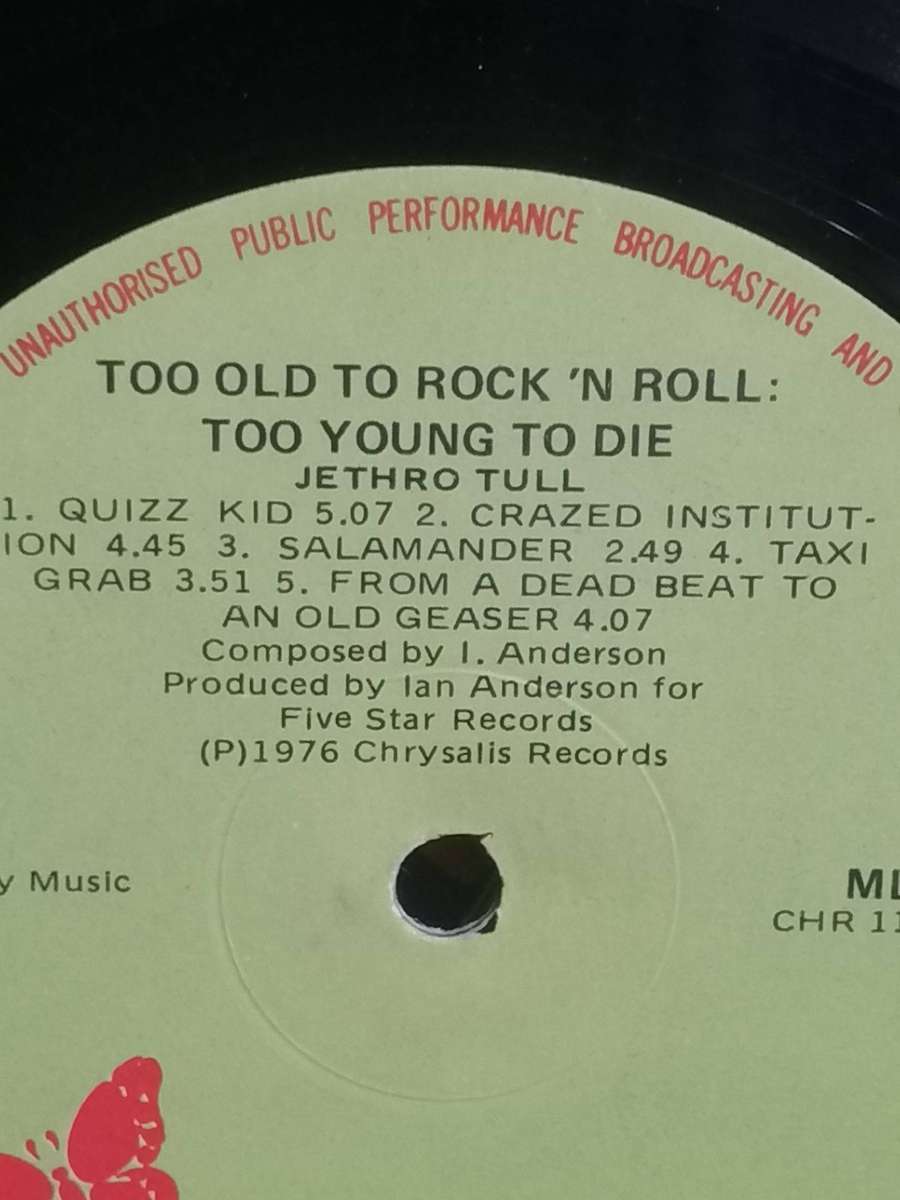 UNAUTHORISED PUBLIC PERFORMANCE BROADCASTING AND
TOO OLD TO ROCK 'N ROLL:
TOO YOUNG TO DIE
JETHRO TULL
1. QUIZZ KID 5.07 2. CRAZED INSTITUT-
ION 4.45 3. SALAMANDER 2.49 4. TAXI
GRAB 3.51 5. FROM A DEAD BEAT TO
AN OLD GEASER 4.07
Composed by I. Anderson
Produced by Ian Anderson for
Five Star Records
(P)1976 Chrysalis Records
Music
CHR